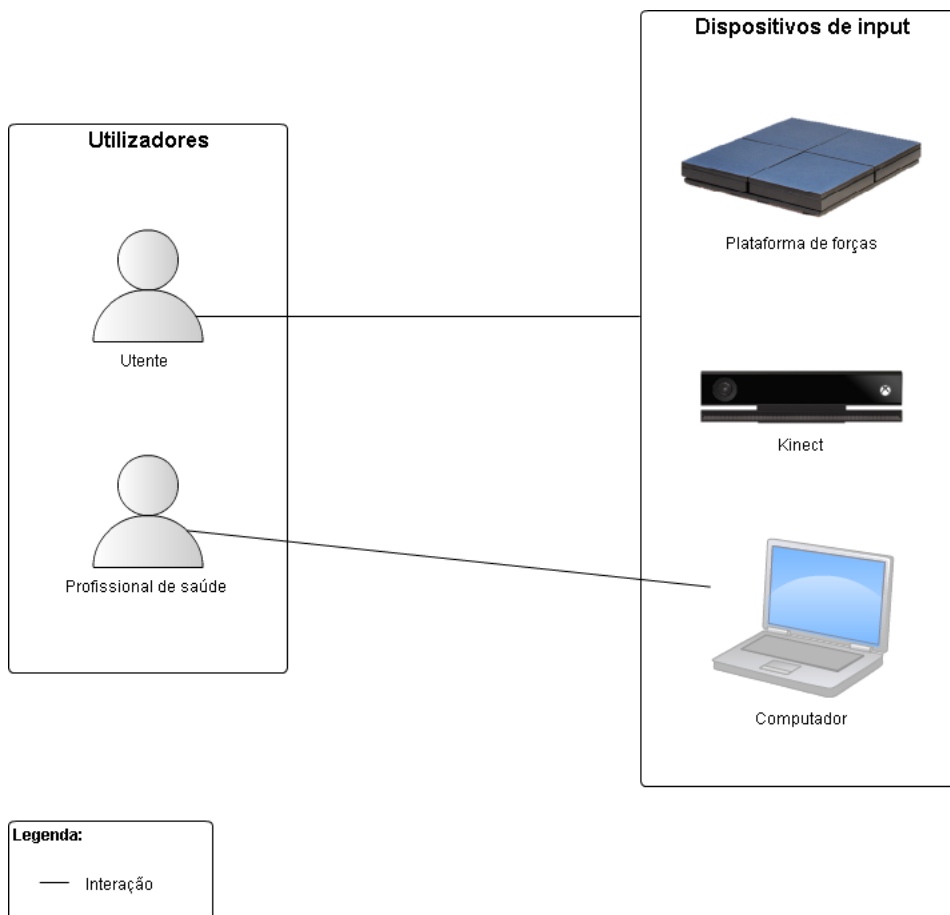 Dispositivos de input
Utilizadores
Plataforma de forças
Utente
Kinect
Profissional de saúde
Computador
Legenda:
Interação